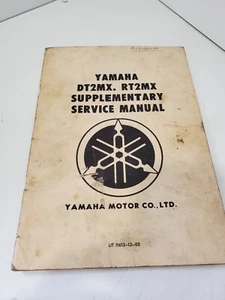 YAMAHA
DT2MX. RT2MX
SUPPLEMENTARY
SERVICE MANUAL
YAMAHA MOTOR CO., LTD.